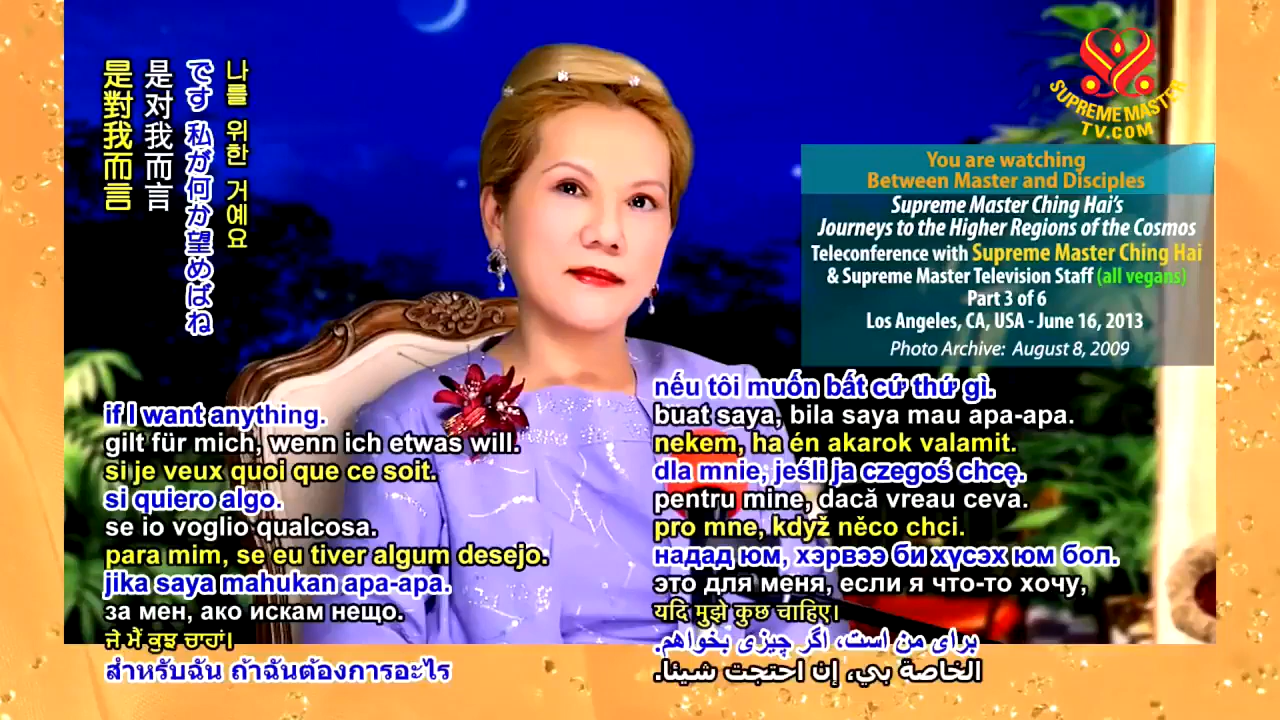 나를 위한 거예요
です 私が何か望めばね
是对我而言
是對我而言
SUPREME MASTER
TV.COM
You are watching
Between Master and Disciples
Supreme Master Ching Hai's
Journeys to the Higher Regions of the Cosmos
Teleconference with Supreme Master Ching Hai
& Supreme Master Television Staff (all vegans)
Part 3 of 6
Los Angeles, CA, USA - June 16, 2013
Photo Archive: August 8, 2009
if I want anything.
gilt für mich, wenn ich etwas will.
si je veux quoi que ce soit.
si quiero algo.
se io voglio qualcosa.
para mim, se eu tiver algum desejo.
jika saya mahukan apa-apa.
за мен, ако искам нещо.
ਜੇ ਮੈਂ ਕੁਝ ਚਾਹਾਂ।
สำหรับฉัน ถ้าฉันต้องการอะไร
nếu tôi muốn bất cứ thứ gì.
buat saya, bila saya mau apa-apa.
nekem, ha én akarok valamit.
dla mnie, jeśli ja czegoś chcę.
pentru mine, dacă vreau ceva.
pro mne, když něco chci.
надад юм, хэрвээ би хүсэх юм бол.
это для меня, если я что-то хочу,
यदि मुझे कुछ चाहिए।
برای من است، اگر چیزی بخواهم.
الخاصة بي، إن احتجت شيئا.